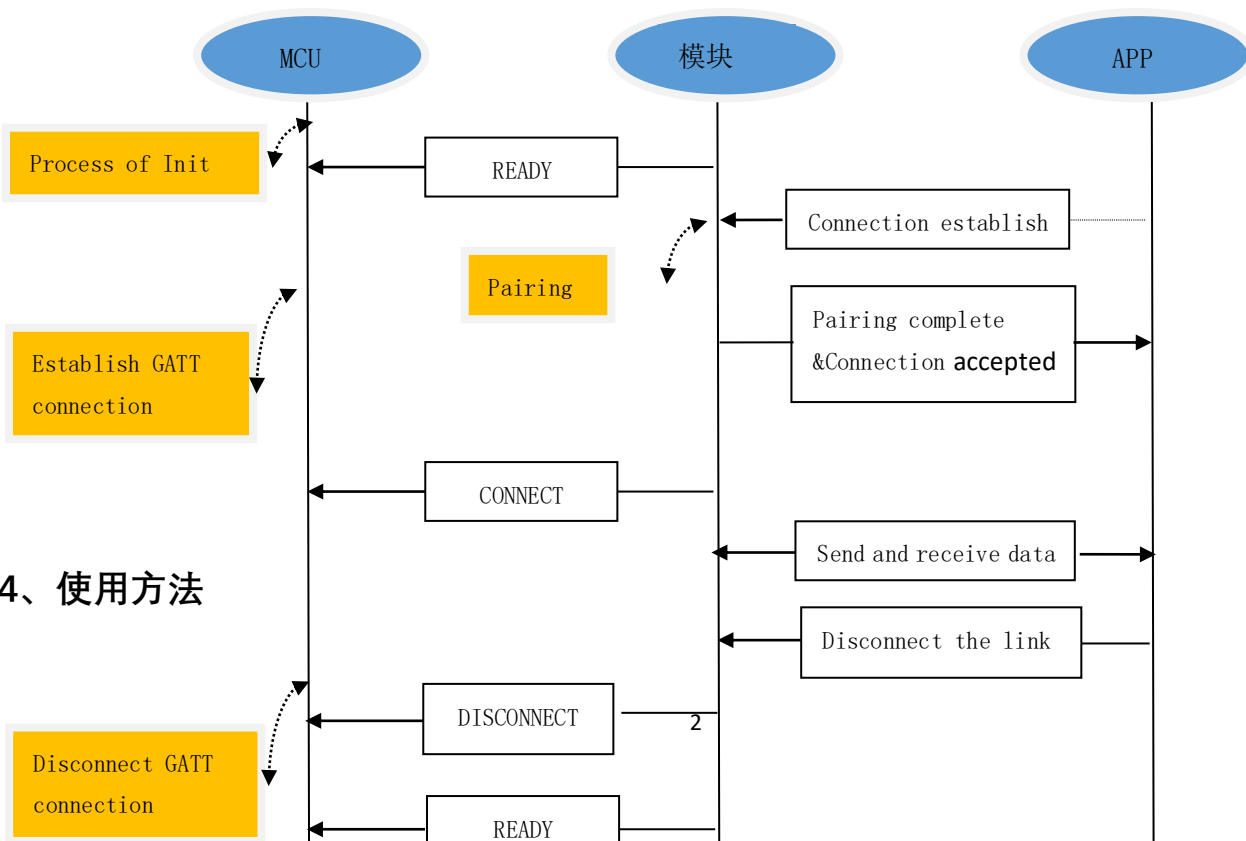 MCU
模块
APP
Process of Init
READY
Connection establish
Pairing
Pairing complete
&Connection accepted
Establish GATT
connection
CONNECT
Send and receive data
4、使用方法
Disconnect the link
DISCONNECT
2
Disconnect GATT
connection
READY